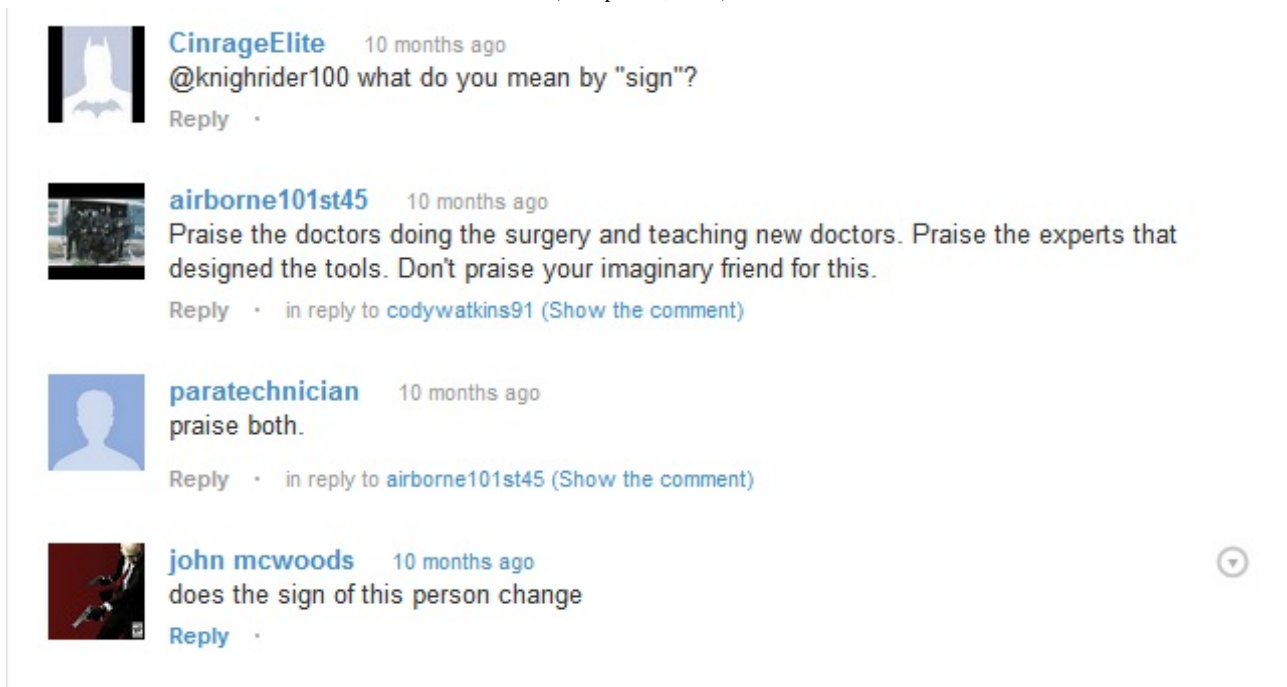 CinrageElite 10 months ago
@knighrider100 what do you mean by "sign"?
Reply ·
airborne101st45 10 months ago
Praise the doctors doing the surgery and teaching new doctors. Praise the experts that
designed the tools. Don't praise your imaginary friend for this.
Reply · in reply to codywatkins91 (Show the comment)
paratechnician 10 months ago
praise both.
Reply · in reply to airborne101st45 (Show the comment)
john mcwoods 10 months ago
does the sign of this person change
Reply ·